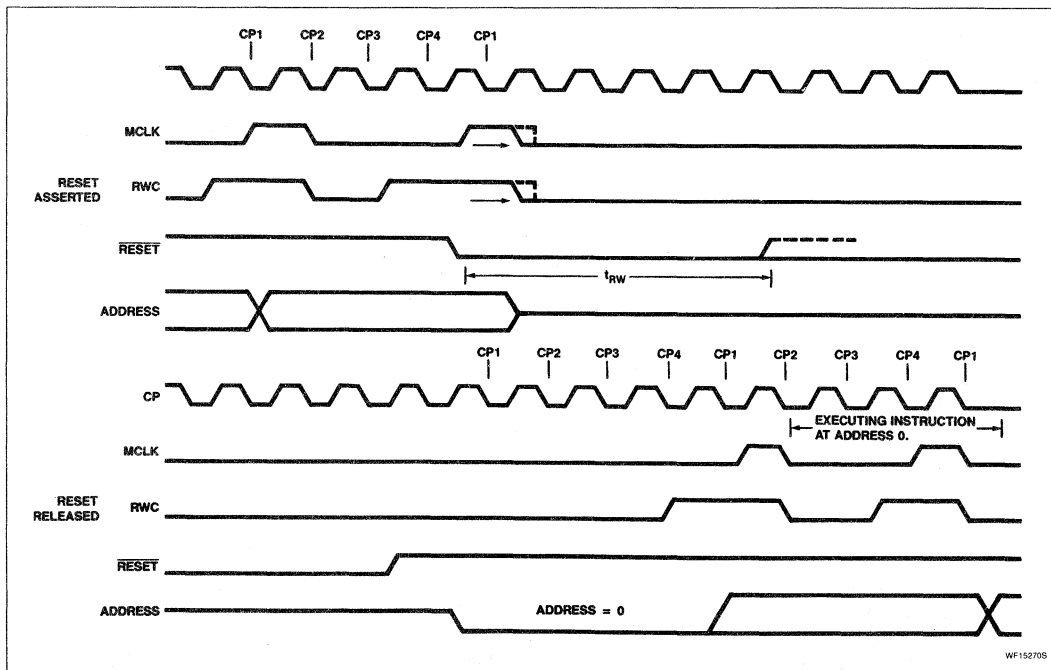 CP1 CP2 CP3 CP4 CP1
MCLK
RESET
ASSERTED
RWC
RESET
tRW
ADDRESS
CP1 CP2 CP3 CP4 CP1 CP2 CP3 CP4 CP1
CP
EXECUTING INSTRUCTION
AT ADDRESS 0.
MCLK
RESET
RELEASED
RWC
RESET
ADDRESS
ADDRESS = 0
WF15270S